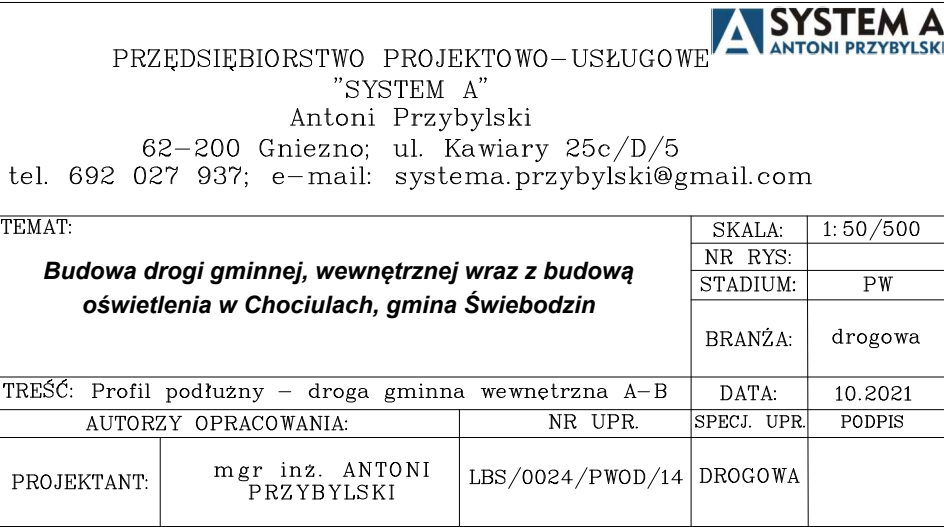 SYSTEM A
ANTONI PRZYBYLSKI
PRZĘDSIĘBIORSTWO PROJEKTOWO-USŁUGOWE
"SYSTEM A"
Antoni Przybylski
62-200 Gniezno; ul. Kawiary 25c/D/5
tel. 692 027 937; e-mail: systema.przybylski@gmail.com
TEMAT:
Budowa drogi gminnej, wewnętrznej wraz z budową
oświetlenia w Chociulach, gmina Świebodzin
SKALA: 1:50/500
NR RYS:
STADIUM: PW
BRANŻA: drogowa
TREŚĆ: Profil podłużny - droga gminna wewnętrzna A-B
DATA: 10.2021
AUTORZY OPRACOWANIA: NR UPR. SPECJ. UPR. PODPIS
PROJEKTANT: mgr inż. ANTONI
PRZYBYLSKI
LBS/0024/PWOD/14 DROGOWA